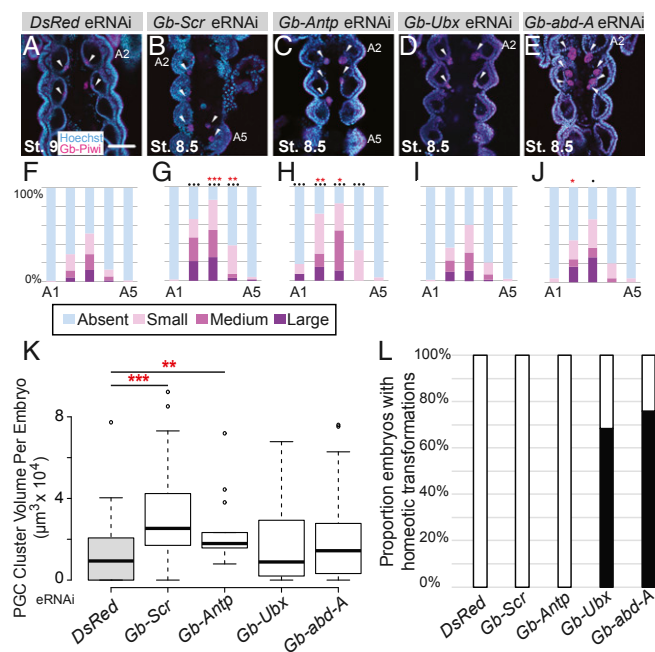 DsRed eRNAi Gb-Scr eRNAi Gb-Antp eRNAi Gb-Ubx eRNAi Gb-abd-A eRNAi
A A2 B A2 C A2 D A2 E A2
A5 A5
St. 9 Hoechst St. 8.5 St. 8.5 St. 8.5 St. 8.5
Gb-Piwi
F G H I J
••• *** ••• ** ••• ••• ** • * ••• * •
100%
0%
A1 A5 A1 A5 A1 A5 A1 A5 A1 A5
Absent Small Medium Large
K L
**
***
PGC Cluster Volume Per Embryo
(μm³x 10⁴)
8
4
0
eRNAi
DsRed Gb-Scr Gb-Antp Gb-Ubx Gb-abd-A
Proportion embryos with
homeotic transformations
100%
80%
60%
40%
20%
0%
DsRed Gb-Scr Gb-Antp Gb-Ubx Gb-abd-A